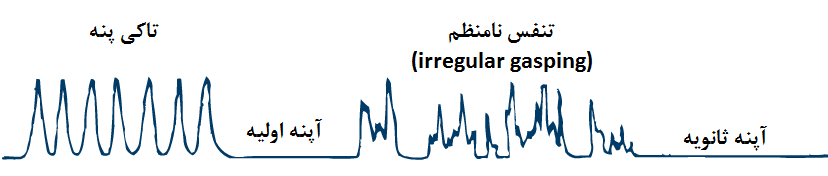 تاکی پنه
تنفس نامنظم
(irregular gasping)
آپنه اولیه
آپنه ثانویه